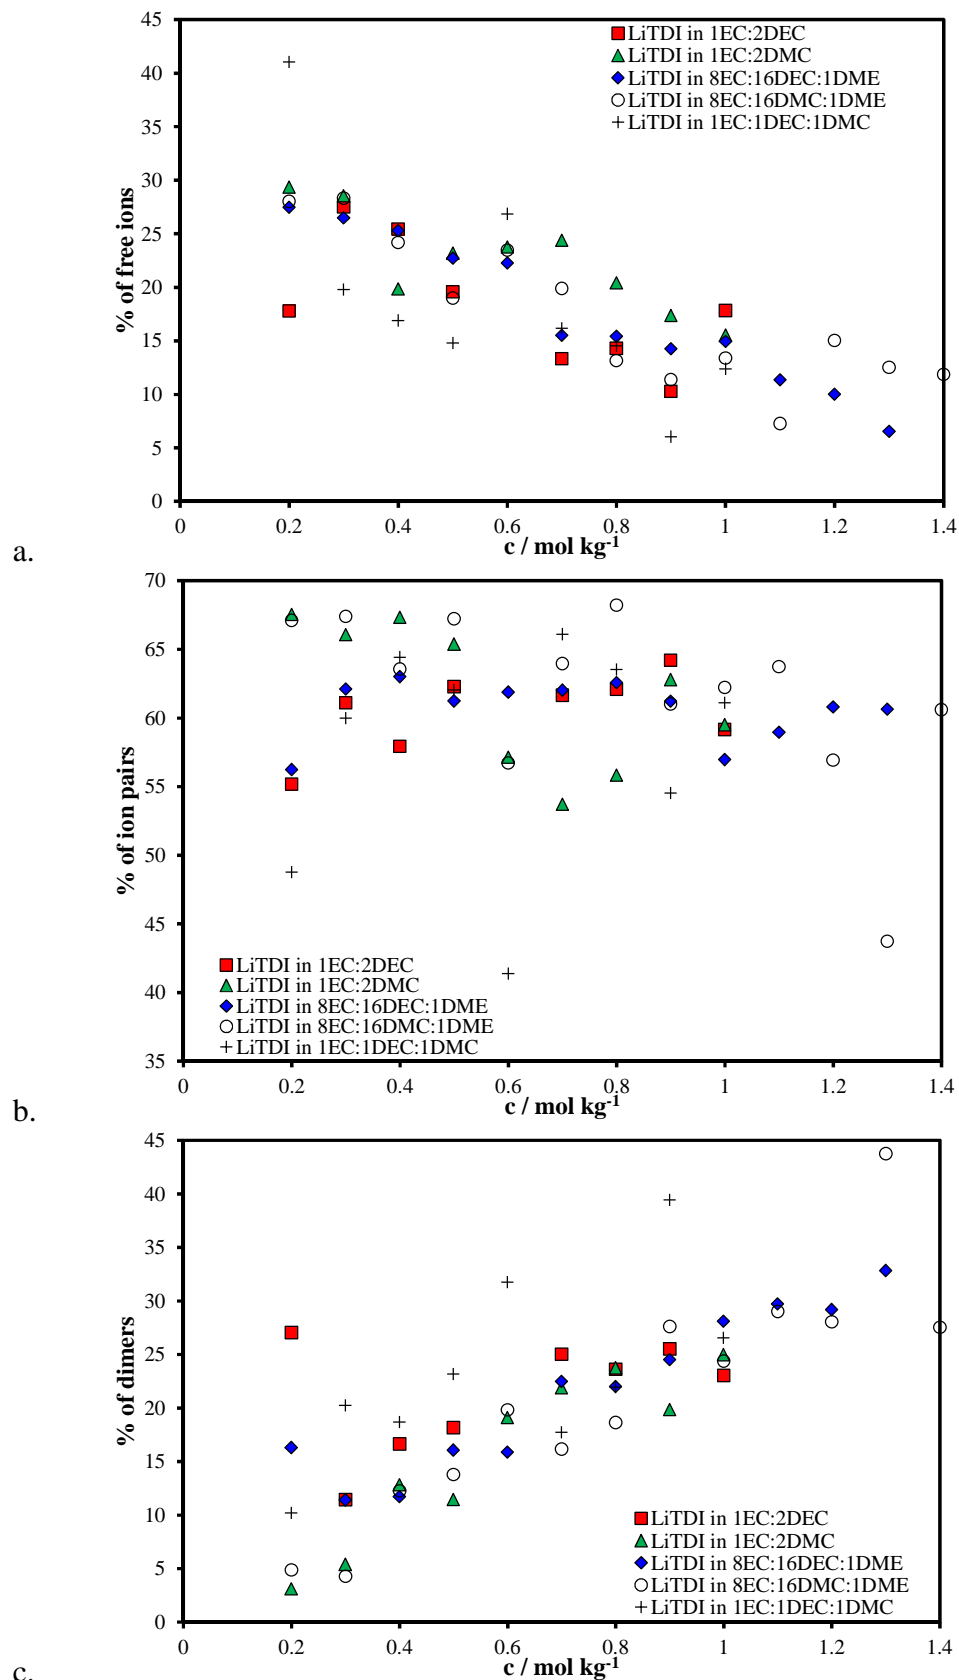 45
40
35
30
25
20
15
10
5
0
% of free ions
LiTDI in 1EC:2DEC
LiTDI in 1EC:2DMC
LiTDI in 8EC:16DEC:1DME
LiTDI in 8EC:16DMC:1DME
LiTDI in 1EC:1DEC:1DMC
0 0.2 0.4 0.6 0.8 1 1.2 1.4
c / mol kg-1
a.
70
65
60
55
50
45
40
35
% of ion pairs
LiTDI in 1EC:2DEC
LiTDI in 1EC:2DMC
LiTDI in 8EC:16DEC:1DME
LiTDI in 8EC:16DMC:1DME
LiTDI in 1EC:1DEC:1DMC
0 0.2 0.4 0.6 0.8 1 1.2 1.4
c / mol kg-1
b.
45
40
35
30
25
20
15
10
5
0
% of dimers
LiTDI in 1EC:2DEC
LiTDI in 1EC:2DMC
LiTDI in 8EC:16DEC:1DME
LiTDI in 8EC:16DMC:1DME
LiTDI in 1EC:1DEC:1DMC
0 0.2 0.4 0.6 0.8 1 1.2 1.4
c / mol kg-1
c.